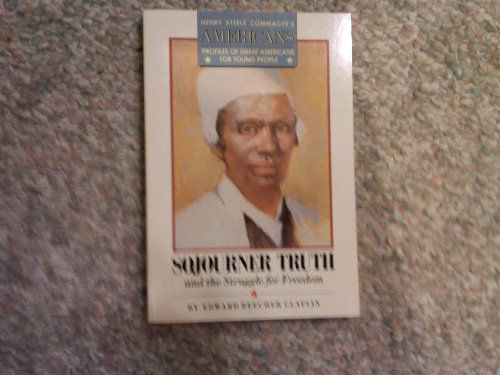 HENRY STEELE COMMAGER'S
AMERICANS
PROFILES OF GREAT AMERICANS
FOR YOUNG PEOPLE
SOJOURNER TRUTH
and the Struggle for Freedom
BY EDWARD BEECHER CLAFLIN